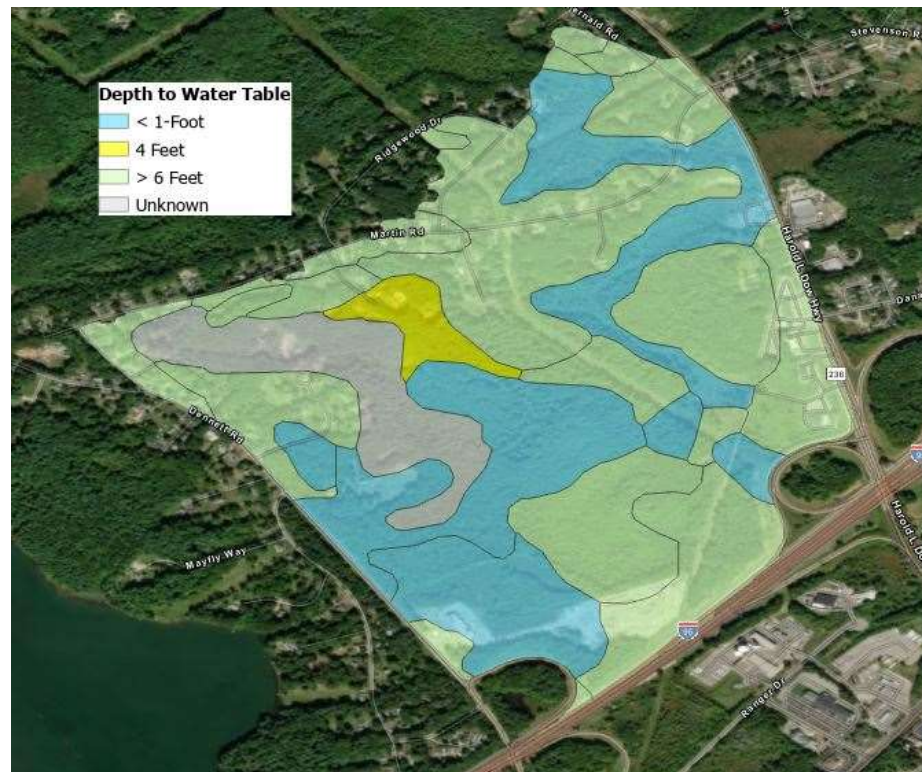 Stevenson R
Depth to Water Table
< 1-Foot
4 Feet
> 6 Feet
Unknown
Ridgewood Dr
Martin Rd
Harold L Dow Hwy
Dana
236
Dennett Rd
Mayfly Way
95
Ranger Dr